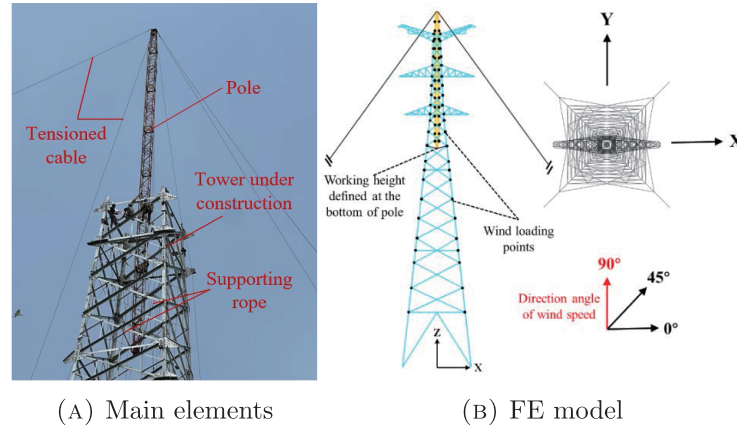 Pole
Tensioned
cable
Tower under
construction
Supporting
rope
(A) Main elements
Working height
defined at the
bottom of pole
Wind loading
points
Z
X
Y
X
90°
45°
0°
Direction angle
of wind speed
(B) FE model